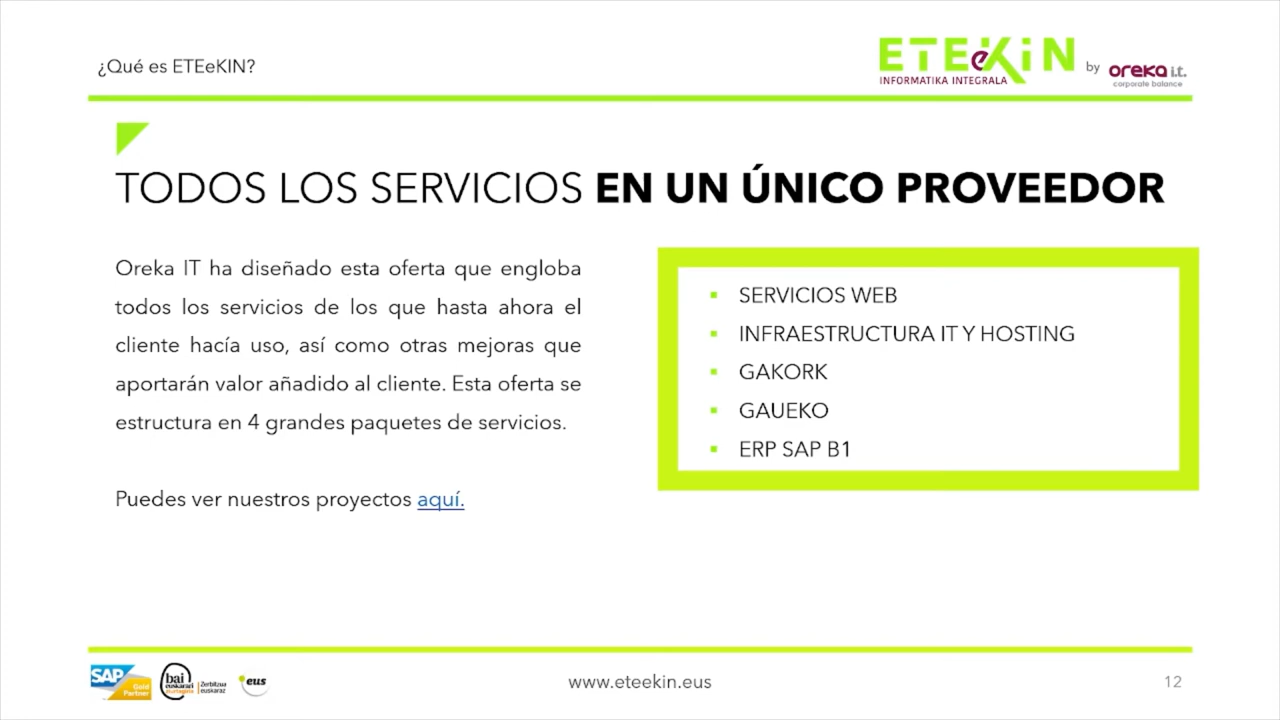 ¿Qué es ETEeKIN?
ETEeKiN
INFORMATIKA INTEGRALA
by
oreka i.t.
corporate balance
TODOS LOS SERVICIOS EN UN ÚNICO PROVEEDOR
Oreka IT ha diseñado esta oferta que engloba
todos los servicios de los que hasta ahora el
cliente hacía uso, así como otras mejoras que
aportarán valor añadido al cliente. Esta oferta se
estructura en 4 grandes paquetes de servicios.
Puedes ver nuestros proyectos aquí.
▪ SERVICIOS WEB
▪ INFRAESTRUCTURA IT Y HOSTING
▪ GAKORK
▪ GAUEKO
▪ ERP SAP B1
SAP
Gold
Partner
bai
euskarari
Zerbitzua
euskaraz
.eus
www.eteekin.eus
12